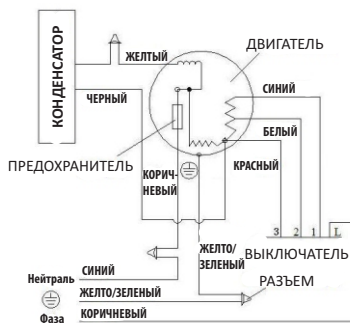 КОНДЕНСАТОР
ЖЕЛТЫЙ
ДВИГАТЕЛЬ
СИНИЙ
ЧЕРНЫЙ
БЕЛЫЙ
ПРЕДОХРАНИТЕЛЬ
КОРИЧ-
НЕВЫЙ
КРАСНЫЙ
3 2 1 L
ЖЕЛТО/
ЗЕЛЕНЫЙ
ВЫКЛЮЧАТЕЛЬ
РАЗЪЕМ
Нейтраль СИНИЙ
ЖЕЛТО/ЗЕЛЕНЫЙ
Фаза КОРИЧНЕВЫЙ